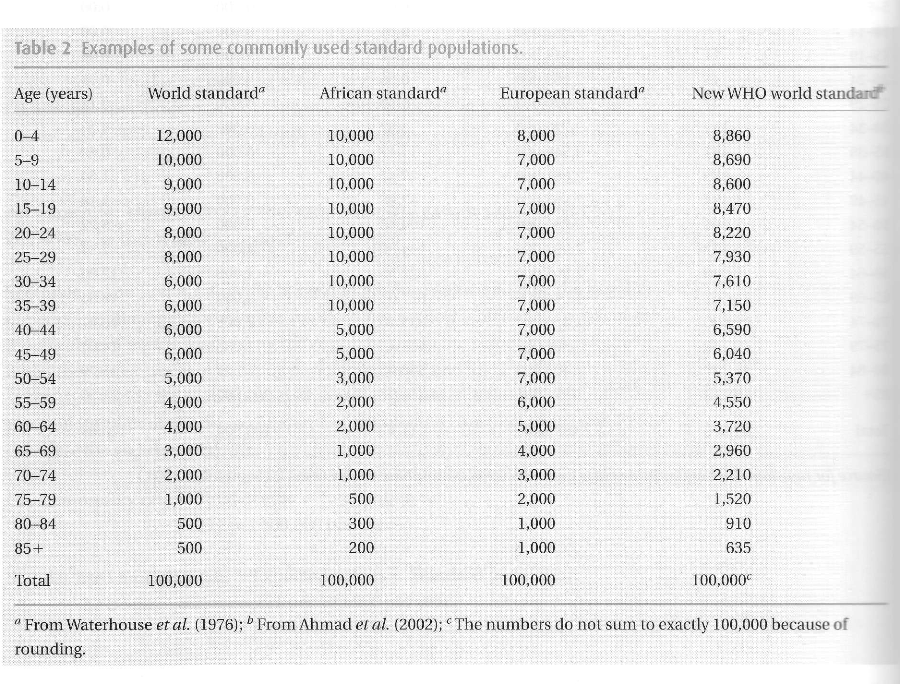 Table 2 Examples of some commonly used standard populations.
Age (years) World standardᵃ African standardᵃ European standardᵃ New WHO world standardᵇ
0–4 12,000 10,000 8,000 8,860
5–9 10,000 10,000 7,000 8,690
10–14 9,000 10,000 7,000 8,600
15–19 9,000 10,000 7,000 8,470
20–24 8,000 10,000 7,000 8,220
25–29 8,000 10,000 7,000 7,930
30–34 6,000 10,000 7,000 7,610
35–39 6,000 10,000 7,000 7,150
40–44 6,000 5,000 7,000 6,590
45–49 6,000 5,000 7,000 6,040
50–54 5,000 3,000 7,000 5,370
55–59 4,000 2,000 6,000 4,550
60–64 4,000 2,000 5,000 3,720
65–69 3,000 1,000 4,000 2,960
70–74 2,000 1,000 3,000 2,210
75–79 1,000 500 2,000 1,520
80–84 500 300 1,000 910
85+ 500 200 1,000 635
Total 100,000 100,000 100,000 100,000ᶜ
ᵃ From Waterhouse et al. (1976); ᵇ From Ahmad et al. (2002); ᶜ The numbers do not sum to exactly 100,000 because of
rounding.